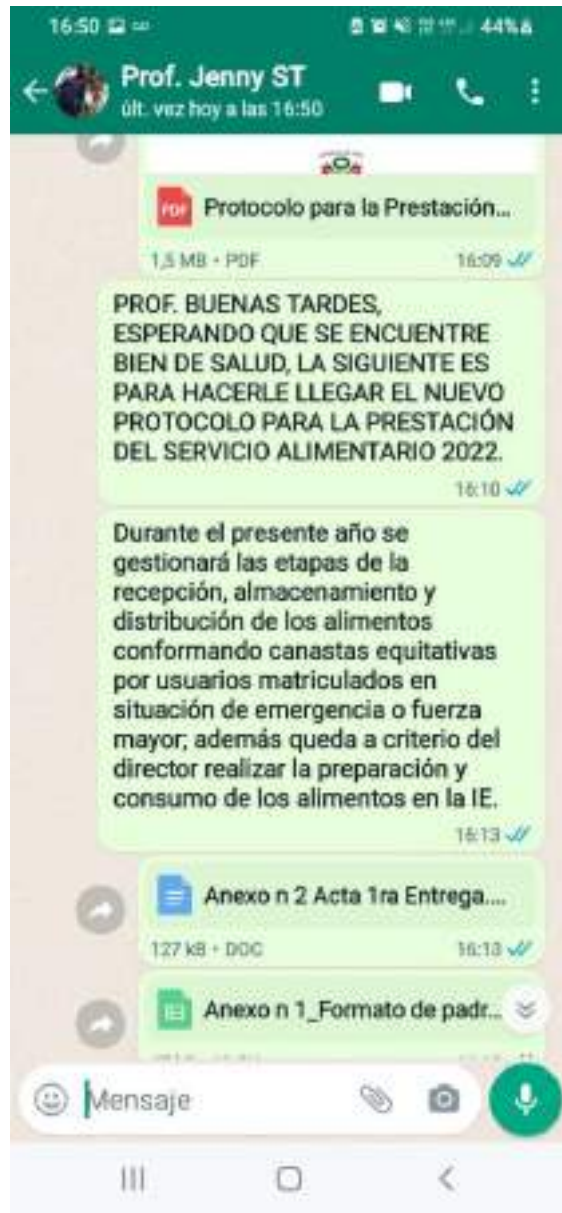 16:50
44%
Prof. Jenny ST
últ. vez hoy a las 16:50
PDF
Protocolo para la Prestación...
1,5 MB • PDF
16:09
PROF. BUENAS TARDES,
ESPERANDO QUE SE ENCUENTRE
BIEN DE SALUD, LA SIGUIENTE ES
PARA HACERLE LLEGAR EL NUEVO
PROTOCOLO PARA LA PRESTACIÓN
DEL SERVICIO ALIMENTARIO 2022.
16:10
Durante el presente año se
gestionará las etapas de la
recepción, almacenamiento y
distribución de los alimentos
conformando canastas equitativas
por usuarios matriculados en
situación de emergencia o fuerza
mayor; además queda a criterio del
director realizar la preparación y
consumo de los alimentos en la IE.
16:13
Anexo n 2 Acta 1ra Entrega....
127 kB • DOC
16:13
Anexo n 1_Formato de padr...
Mensaje